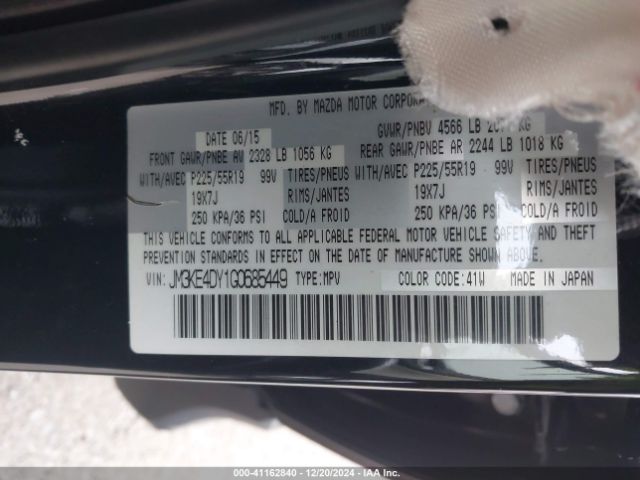 MFD. BY MAZDA MOTOR
DATE 06/15
GVWR/PNBV 4566 LB KG
FRONT GAWR/PNBE AV 2328 LB 1056 KG REAR GAWR/PNBE AR 2244 LB 1018 KG
WITH/AVEC P225/55R19 99V TIRES/PNEUS WITH/AVEC P225/55R19 99V TIRES/PNEUS
19X7J RIMS/JANTES 19X7J RIMS/JANTES
250 KPA/36 PSI COLD/A FROID 250 KPA/36 PSI COLD/A FROID
THIS VEHICLE CONFORMS TO ALL APPLICABLE FEDERAL MOTOR VEHICLE SAFETY AND THEFT
PREVENTION STANDARDS IN EFFECT ON THE DATE OF MANUFACTURE SHOWN ABOVE.
VIN: JM3KE4DY1G0685449 TYPE:MPV COLOR CODE:41W MADE IN JAPAN
© IAAI - Stock#: 41162840 | 12/20/2024 - Copart USA